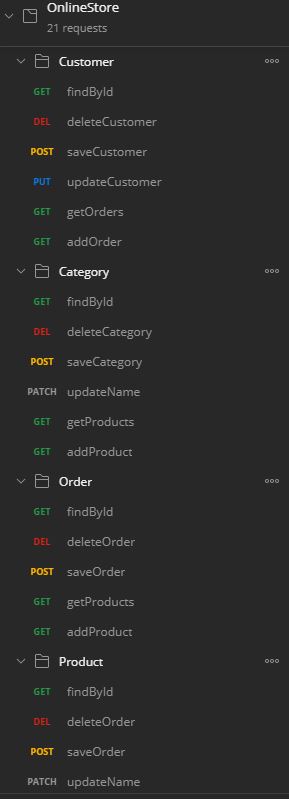 OnlineStore
21 requests
Customer
GET findById
DEL deleteCustomer
POST saveCustomer
PUT updateCustomer
GET getOrders
GET addOrder
Category
GET findById
DEL deleteCategory
POST saveCategory
PATCH updateName
GET getProducts
GET addProduct
Order
GET findById
DEL deleteOrder
POST saveOrder
GET getProducts
GET addProduct
Product
GET findById
DEL deleteOrder
POST saveOrder
PATCH updateName